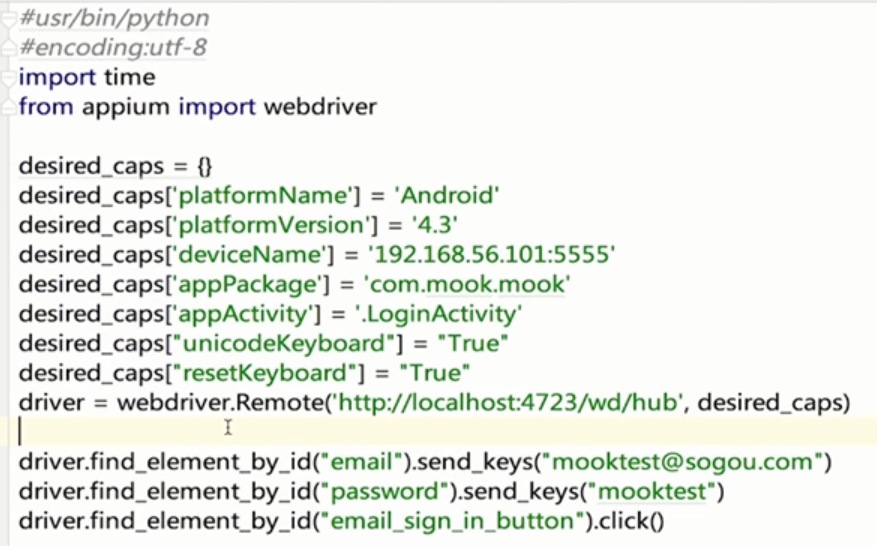 #usr/bin/python
#encoding:utf-8
import time
from appium import webdriver
desired_caps = {}
desired_caps['platformName'] = 'Android'
desired_caps['platformVersion'] = '4.3'
desired_caps['deviceName'] = '192.168.56.101:5555'
desired_caps['appPackage'] = 'com.mook.mook'
desired_caps['appActivity'] = '.LoginActivity'
desired_caps["unicodeKeyboard"] = "True"
desired_caps["resetKeyboard"] = "True"
driver = webdriver.Remote('http://localhost:4723/wd/hub', desired_caps)
driver.find_element_by_id("email").send_keys("mooktest@sogou.com")
driver.find_element_by_id("password").send_keys("mooktest")
driver.find_element_by_id("email_sign_in_button").click()